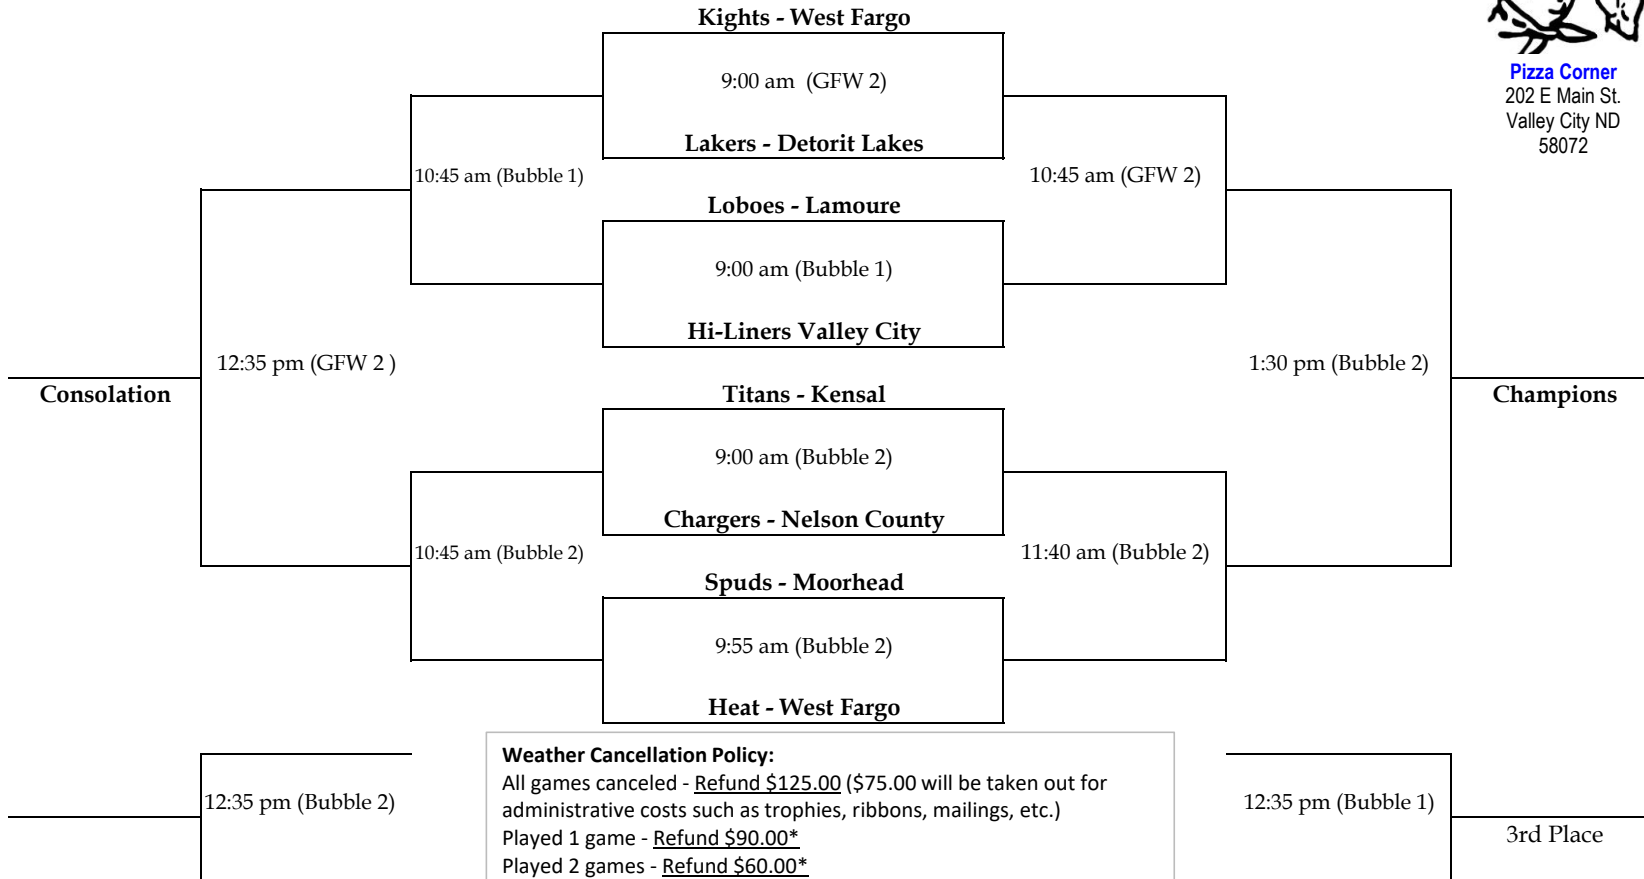 Kights - West Fargo
9:00 am (GFW 2)
Lakers - Detorit Lakes
Pizza Corner
202 E Main St.
Valley City ND
58072
10:45 am (Bubble 1)
10:45 am (GFW 2)
Loboes - Lamoure
9:00 am (Bubble 1)
Hi-Liners Valley City
12:35 pm (GFW 2 )
1:30 pm (Bubble 2)
Consolation
Titans - Kensal
Champions
9:00 am (Bubble 2)
Chargers - Nelson County
10:45 am (Bubble 2)
11:40 am (Bubble 2)
Spuds - Moorhead
9:55 am (Bubble 2)
Heat - West Fargo
Weather Cancellation Policy:
All games canceled - Refund $125.00 ($75.00 will be taken out for
administrative costs such as trophies, ribbons, mailings, etc.)
Played 1 game - Refund $90.00*
Played 2 games - Refund $60.00*
12:35 pm (Bubble 2)
12:35 pm (Bubble 1)
3rd Place